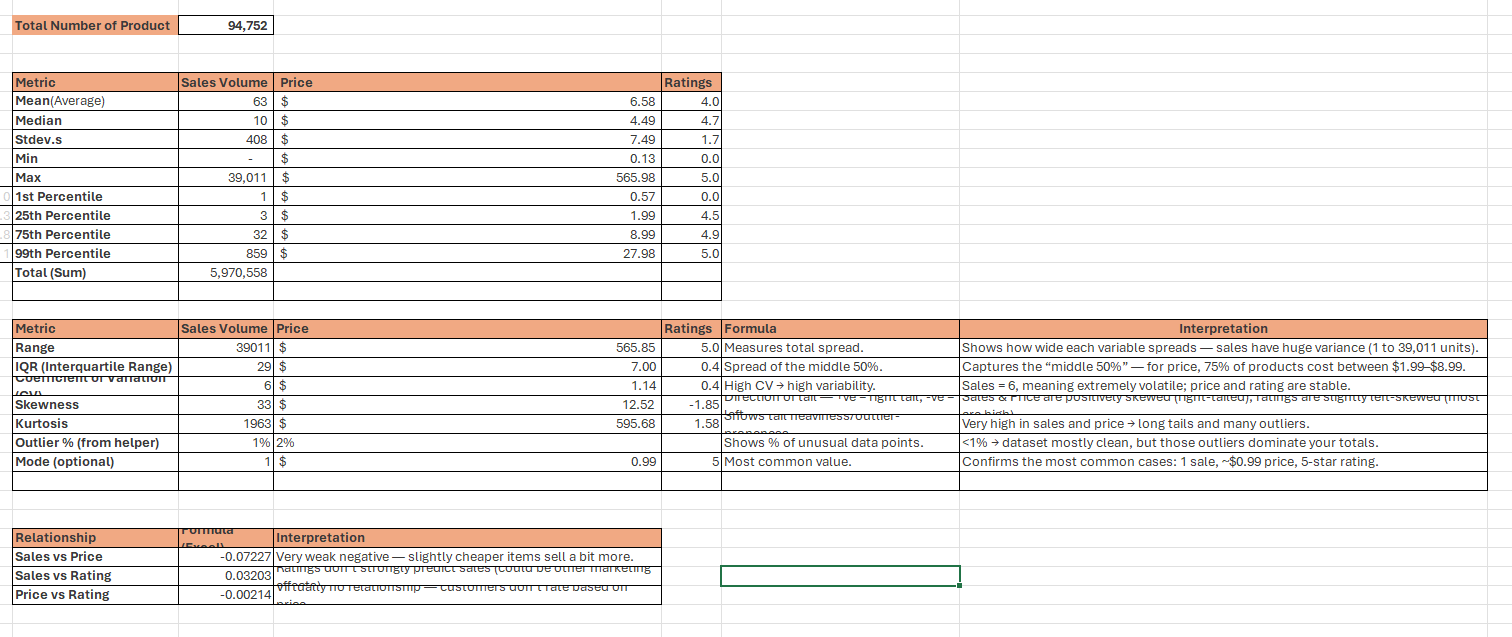 Total Number of Product 94,752
Metric Sales Volume Price Ratings
Mean(Average) 63 $ 6.58 4.0
Median 10 $ 4.49 4.7
Stdev.s 408 $ 7.49 1.7
Min - $ 0.13 0.0
Max 39,011 $ 565.98 5.0
0 1st Percentile 1 $ 0.57 0.0
.3 25th Percentile 3 $ 1.99 4.5
.8 75th Percentile 32 $ 8.99 4.9
1 99th Percentile 859 $ 27.98 5.0
Total (Sum) 5,970,558
Metric Sales Volume Price Ratings Formula Interpretation
Range 39011 $ 565.85 5.0 Measures total spread. Shows how wide each variable spreads — sales have huge variance (1 to 39,011 units).
IQR (Interquartile Range) 29 $ 7.00 0.4 Spread of the middle 50%. Captures the “middle 50%” — for price, 75% of products cost between $1.99–$8.99.
Coefficient of Variation (CV) 6 $ 1.14 0.4 High CV → high variability. Sales = 6, meaning extremely volatile; price and rating are stable.
Skewness 33 $ 12.52 -1.85 Direction of tail — +ve = right tail, -ve = left. Sales & Price are positively skewed (right-tailed), ratings are slightly left-skewed (most are high).
Kurtosis 1963 $ 595.68 1.58 Shows tail heaviness/outlier- Very high in sales and price → long tails and many outliers.
Outlier % (from helper) 1% 2% Shows % of unusual data points. <1% → dataset mostly clean, but those outliers dominate your totals.
Mode (optional) 1 $ 0.99 5 Most common value. Confirms the most common cases: 1 sale, ~$0.99 price, 5-star rating.
Relationship Formula (Excel) Interpretation
Sales vs Price -0.07227 Very weak negative — slightly cheaper items sell a bit more.
Sales vs Rating 0.03203 Ratings don’t strongly predict sales (could be other marketing effects).
Price vs Rating -0.00214 Virtually no relationship — customers don’t rate based on price.